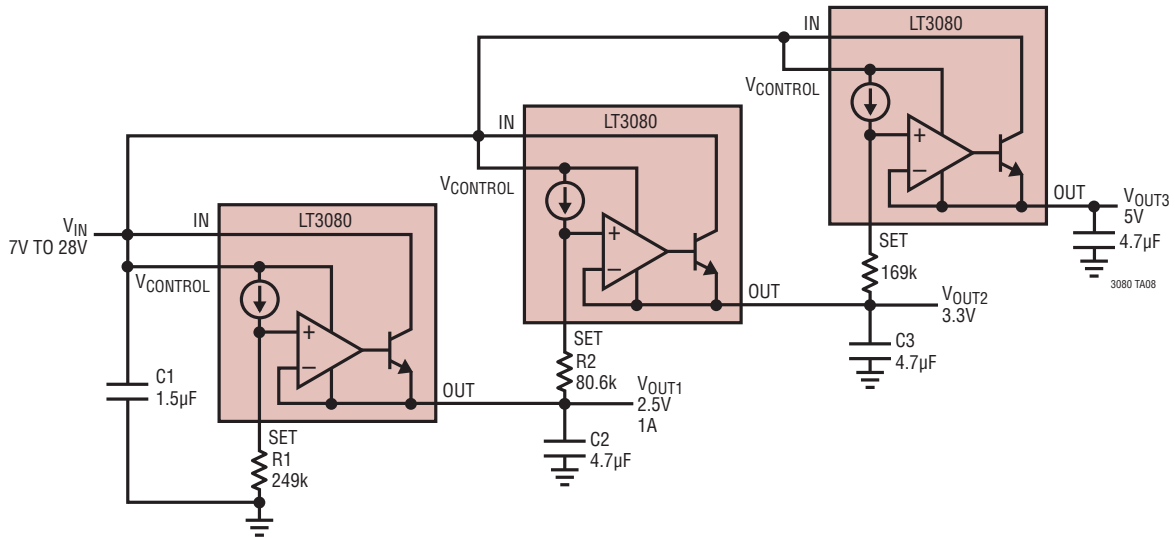 IN
LT3080
VCONTROL
IN
LT3080
VCONTROL
OUT
VOUT3
5V
4.7µF
3080 TA08
SET
169k
VIN
7V TO 28V
IN
LT3080
VCONTROL
OUT
VOUT2
3.3V
SET
R2
80.6k
C3
4.7µF
C1
1.5µF
OUT
VOUT1
2.5V
1A
SET
R1
249k
C2
4.7µF
+
–
+
–
+
–